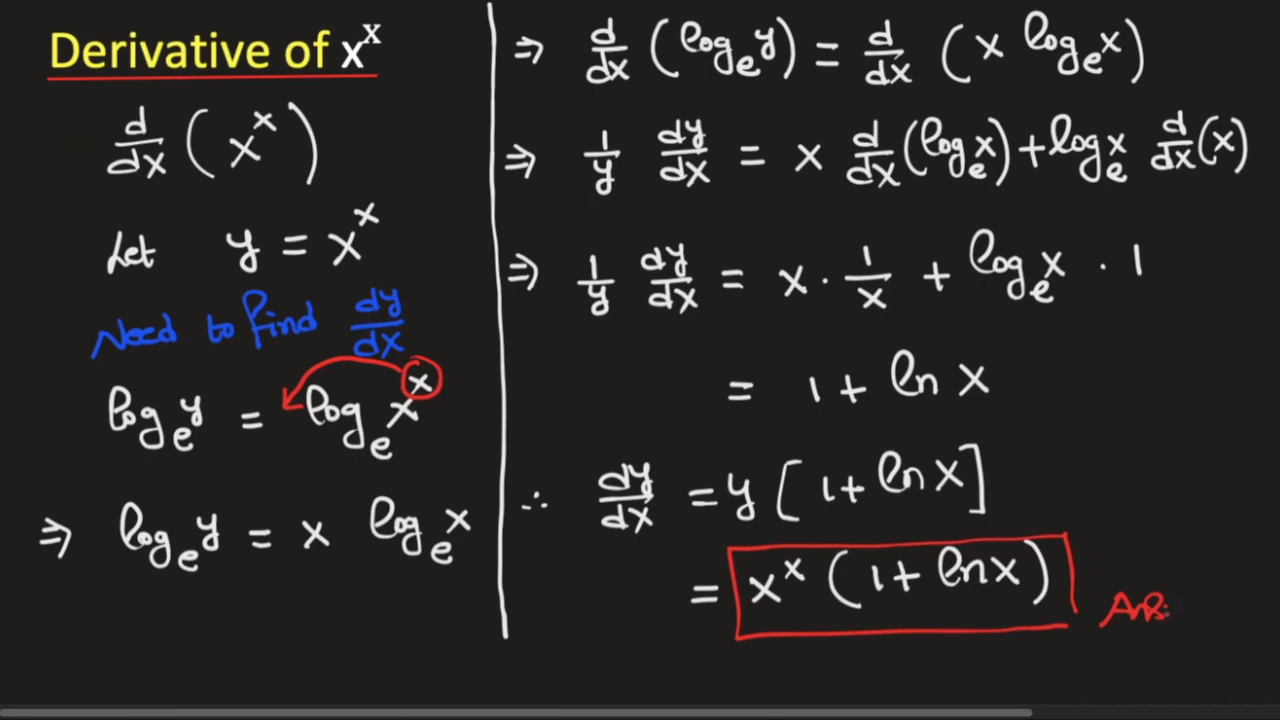 Derivative of xˣ
d/dx (xˣ)
Let y = xˣ
Need to find dy/dx
logₑy = logₑxˣ
⇒ logₑy = x logₑx
⇒ d/dx (logₑy) = d/dx (x logₑx)
⇒ 1/y dy/dx = x d/dx (logₑx) + logₑx d/dx (x)
⇒ 1/y dy/dx = x · 1/x + logₑx · 1
= 1 + ln x
∴ dy/dx = y [1 + ln x]
= xˣ (1 + ln x) Ans: